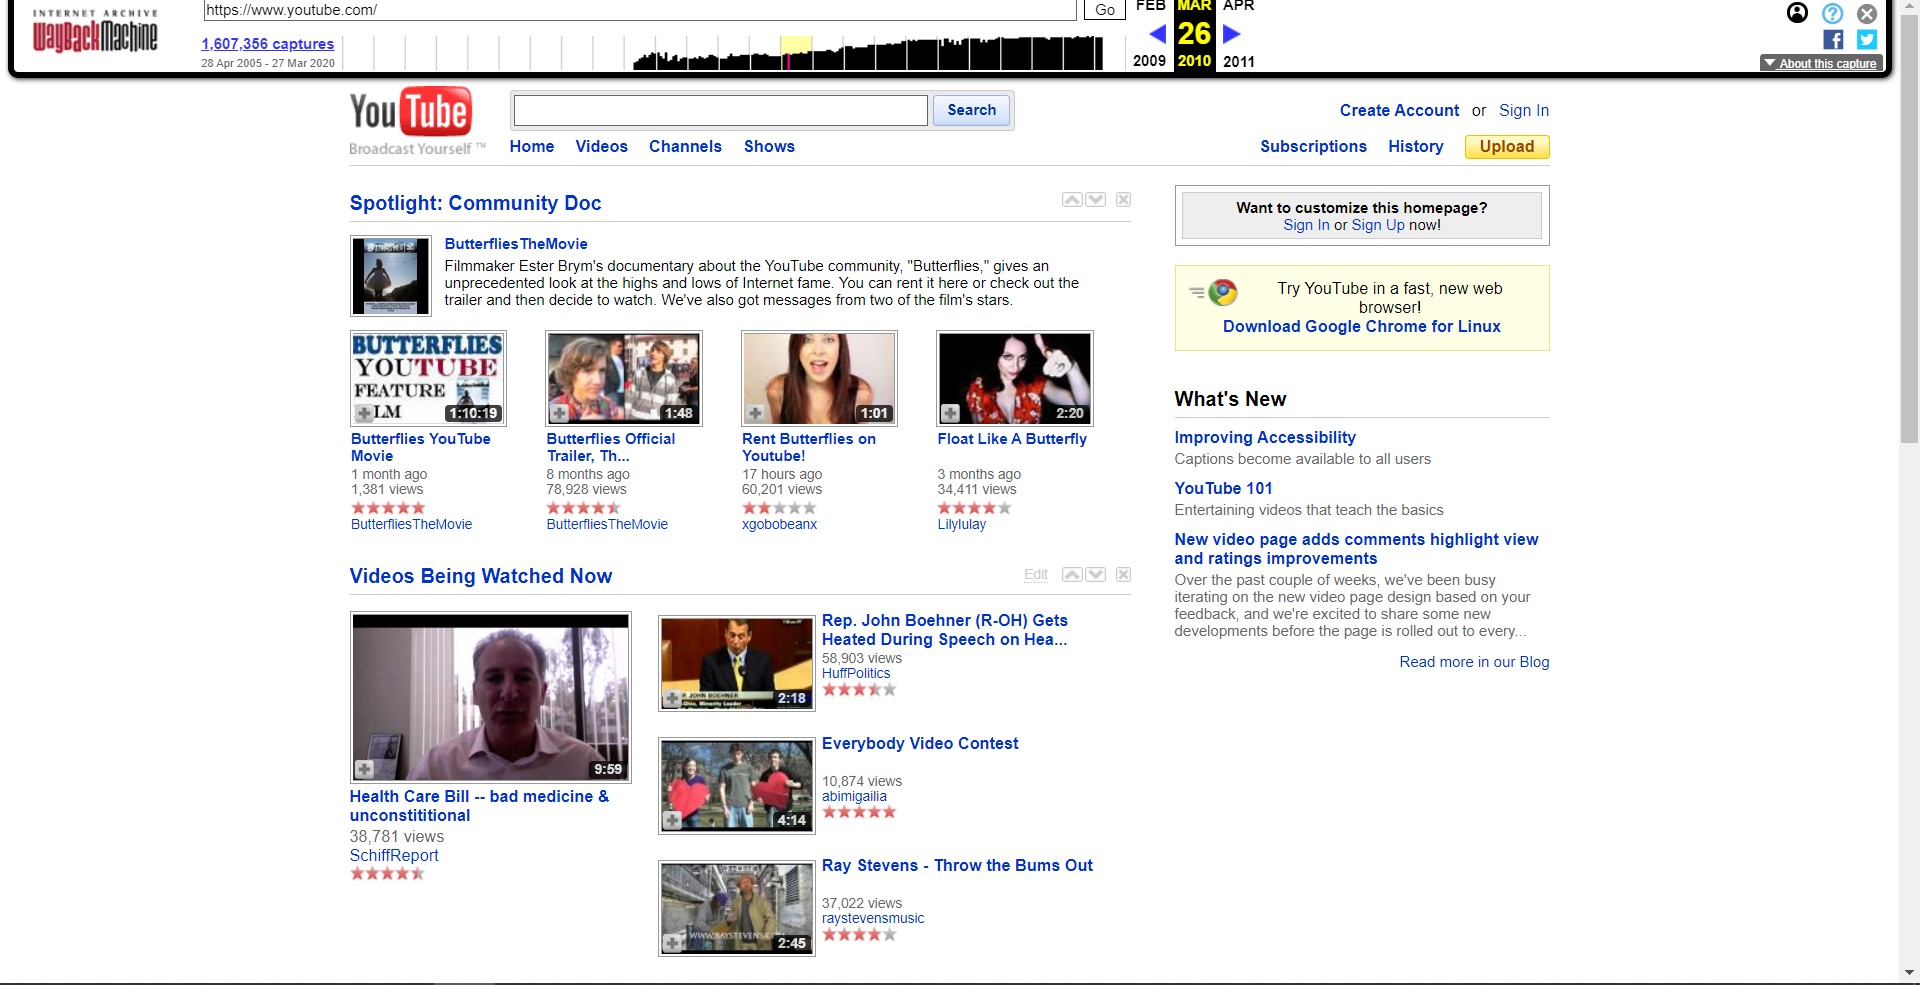 INTERNET ARCHIVE
WayBackMachine
https://www.youtube.com/
Go
1,607,356 captures
28 Apr 2005 - 27 Mar 2020
FEB MAR APR
26
2009 2010 2011
?
f
About this capture
YouTube
Broadcast Yourself ™
Search
Create Account or Sign In
Home Videos Channels Shows
Subscriptions History Upload
Spotlight: Community Doc
ButterfliesTheMovie
Filmmaker Ester Brym's documentary about the YouTube community, "Butterflies," gives an
unprecedented look at the highs and lows of Internet fame. You can rent it here or check out the
trailer and then decide to watch. We've also got messages from two of the film's stars.
BUTTERFLIES
YOUTUBE
FEATURE
1:10:19
Butterflies YouTube
Movie
1 month ago
1,381 views
ButterfliesTheMovie
1:48
Butterflies Official
Trailer, Th...
8 months ago
78,928 views
ButterfliesTheMovie
1:01
Rent Butterflies on
Youtube!
17 hours ago
60,201 views
xgobobeanx
2:20
Float Like A Butterfly
3 months ago
34,411 views
Lilylulay
Videos Being Watched Now
Edit
9:59
Health Care Bill -- bad medicine &
unconstititional
38,781 views
SchiffReport
2:18
Rep. John Boehner (R-OH) Gets
Heated During Speech on Hea...
58,903 views
HuffPolitics
4:14
Everybody Video Contest
10,874 views
abimigailia
WWW.RAYSTEVENS.C
2:45
Ray Stevens - Throw the Bums Out
37,022 views
raystevensmusic
Want to customize this homepage?
Sign In or Sign Up now!
Try YouTube in a fast, new web
browser!
Download Google Chrome for Linux
What's New
Improving Accessibility
Captions become available to all users
YouTube 101
Entertaining videos that teach the basics
New video page adds comments highlight view
and ratings improvements
Over the past couple of weeks, we've been busy
iterating on the new video page design based on your
feedback, and we're excited to share some new
developments before the page is rolled out to every...
Read more in our Blog